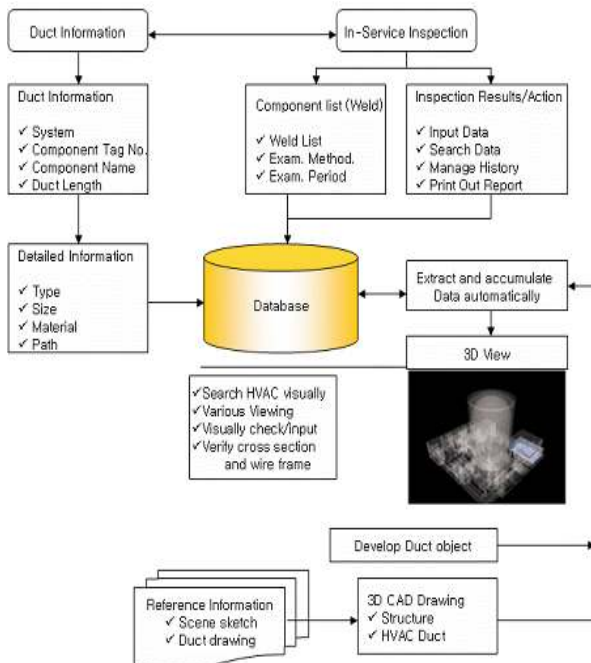 Duct Information
In-Service Inspection
Duct Information
✓ System
✓ Component Tag No.
✓ Component Name
✓ Duct Length
Component list (Weld)
✓ Weld List
✓ Exam. Method.
✓ Exam. Period
Inspection Results/Action
✓ Input Data
✓ Search Data
✓ Manage History
✓ Print Out Report
Detailed Information
✓ Type
✓ Size
✓ Material
✓ Path
Database
Extract and accumulate
Data automatically
3D View
✓Search HVAC visually
✓Various Viewing
✓Visually check/input
✓Verify cross section
and wire frame
Develop Duct object
Reference Information
✓ Scene sketch
✓ Duct drawing
3D CAD Drawing
✓ Structure
✓ HVAC Duct